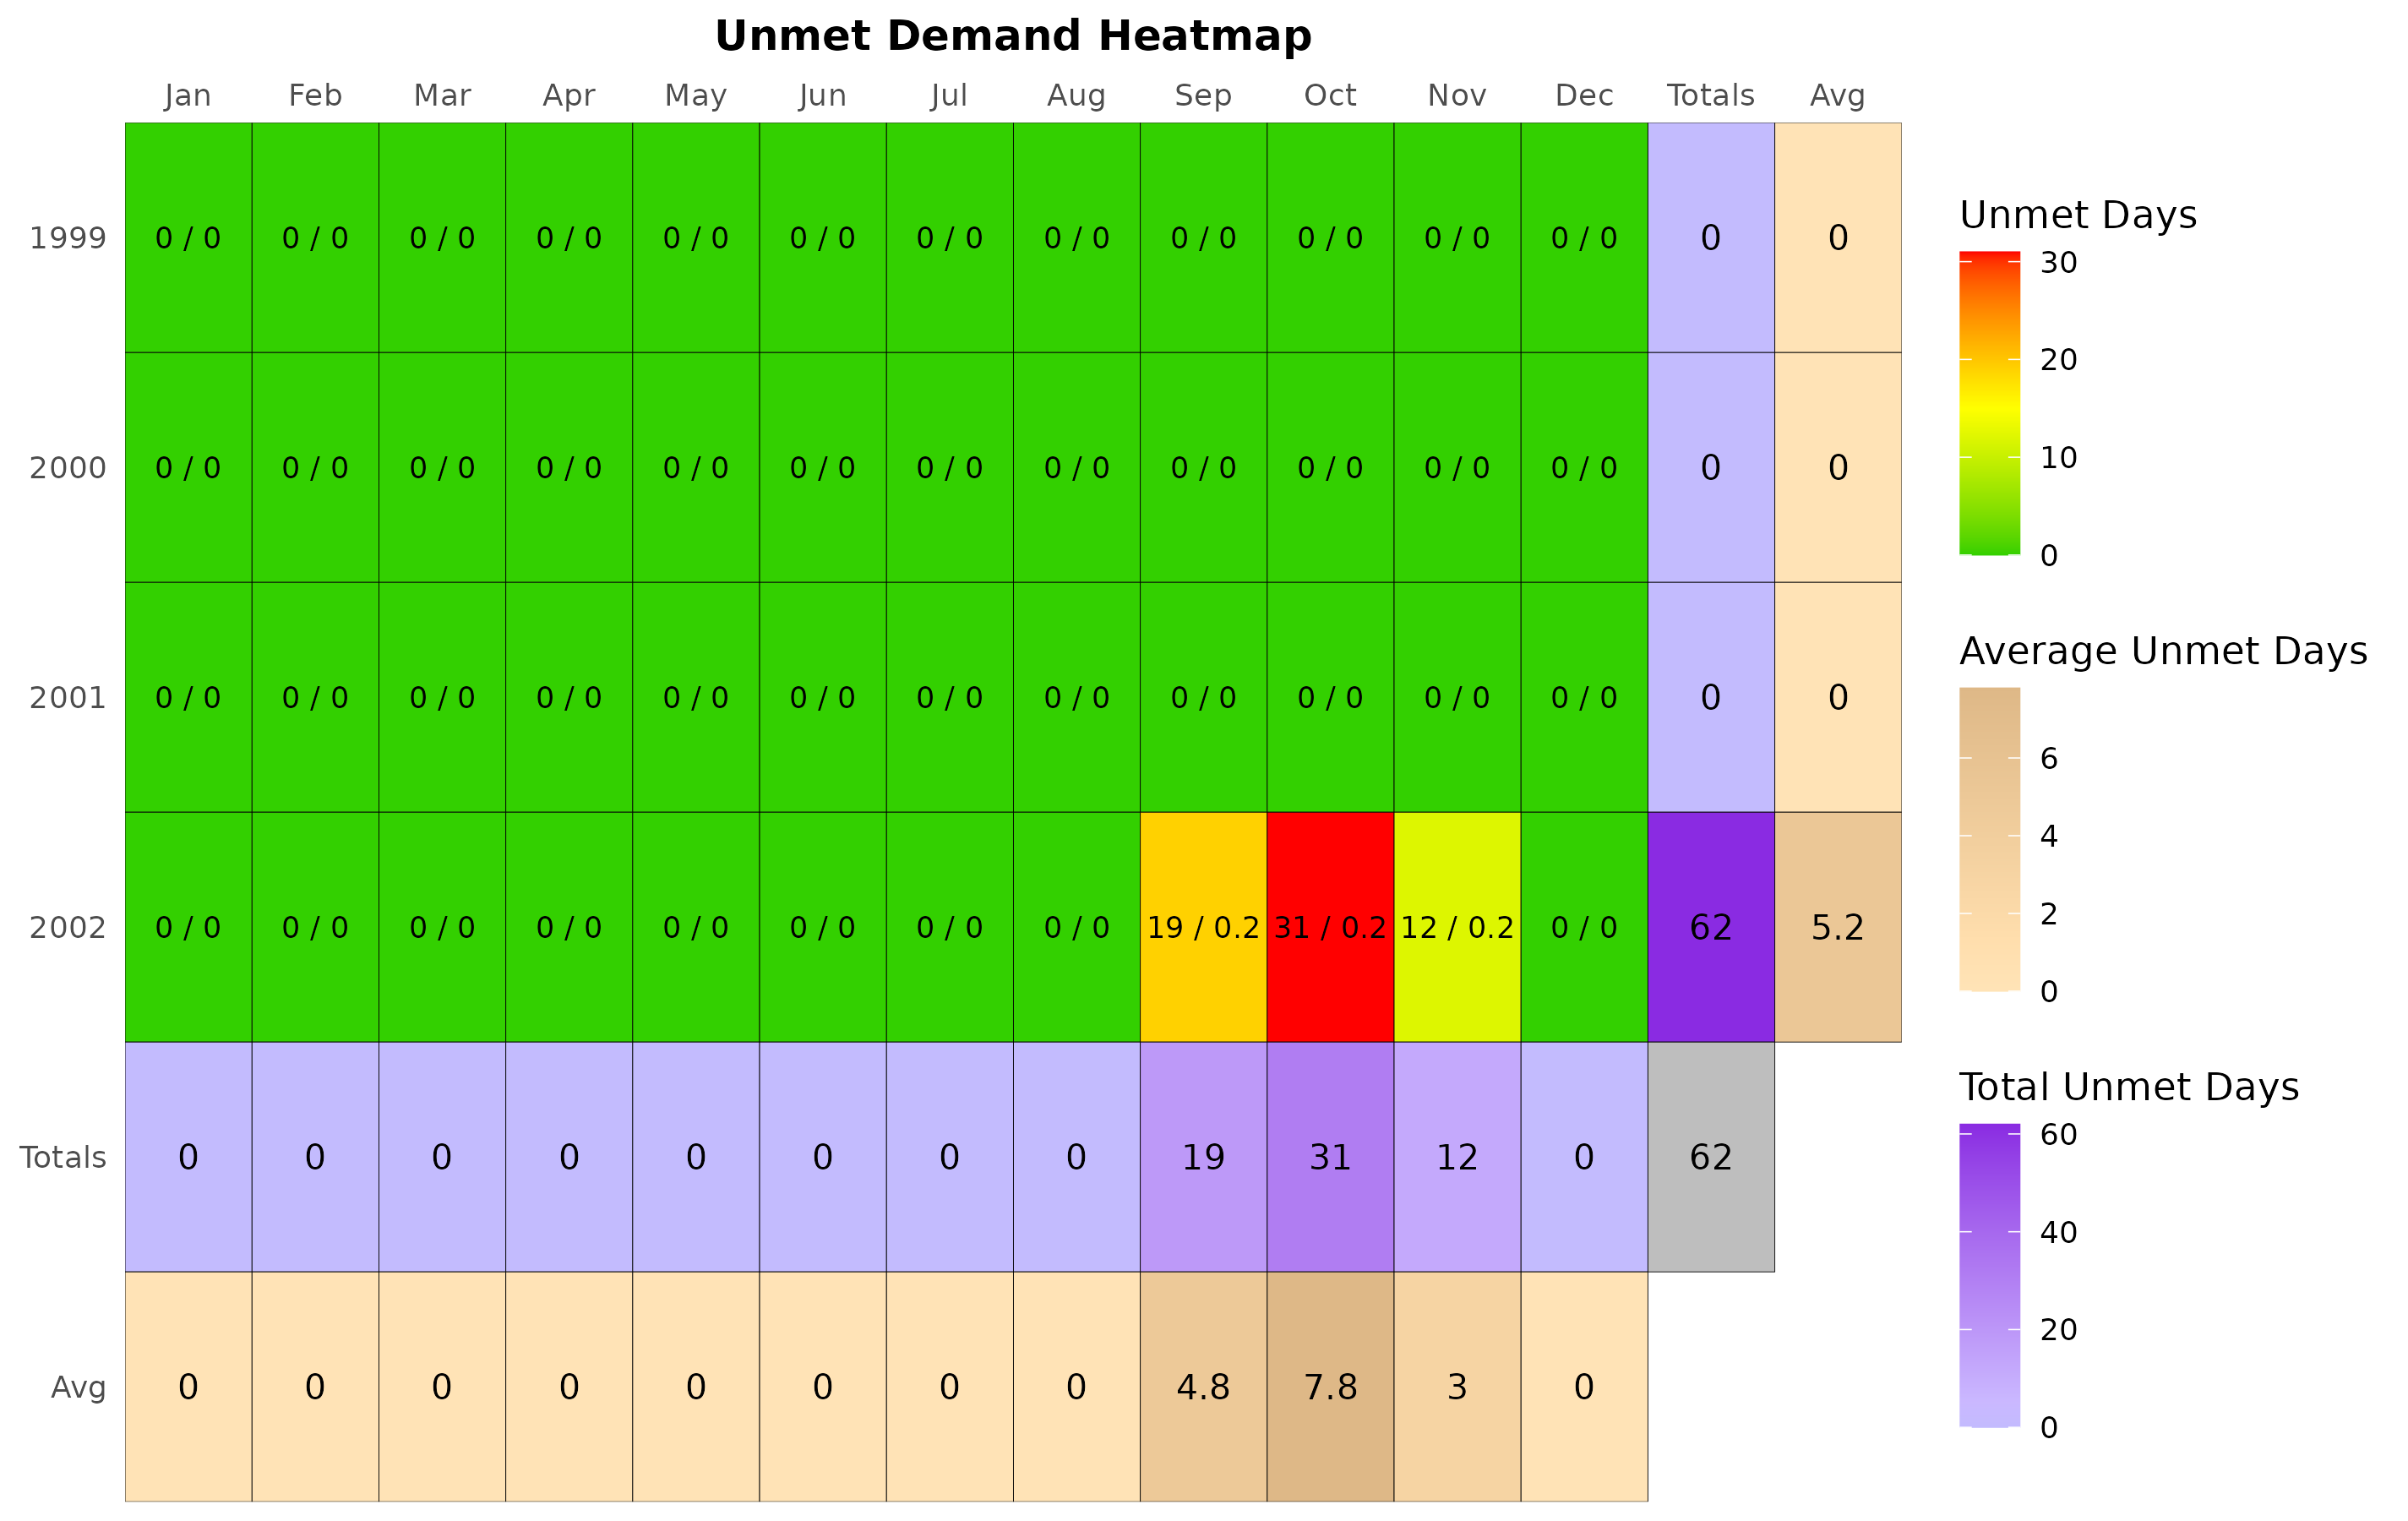 Unmet Demand Heatmap
Jan Feb Mar Apr May Jun Jul Aug Sep Oct Nov Dec Totals Avg
1999 0 / 0 0 / 0 0 / 0 0 / 0 0 / 0 0 / 0 0 / 0 0 / 0 0 / 0 0 / 0 0 / 0 0 / 0 0 0
2000 0 / 0 0 / 0 0 / 0 0 / 0 0 / 0 0 / 0 0 / 0 0 / 0 0 / 0 0 / 0 0 / 0 0 / 0 0 0
2001 0 / 0 0 / 0 0 / 0 0 / 0 0 / 0 0 / 0 0 / 0 0 / 0 0 / 0 0 / 0 0 / 0 0 / 0 0 0
2002 0 / 0 0 / 0 0 / 0 0 / 0 0 / 0 0 / 0 0 / 0 0 / 0 19 / 0.2 31 / 0.2 12 / 0.2 0 / 0 62 5.2
Totals 0 0 0 0 0 0 0 0 19 31 12 0 62
Avg 0 0 0 0 0 0 0 0 4.8 7.8 3 0
Unmet Days
30
20
10
0
Average Unmet Days
6
4
2
0
Total Unmet Days
60
40
20
0